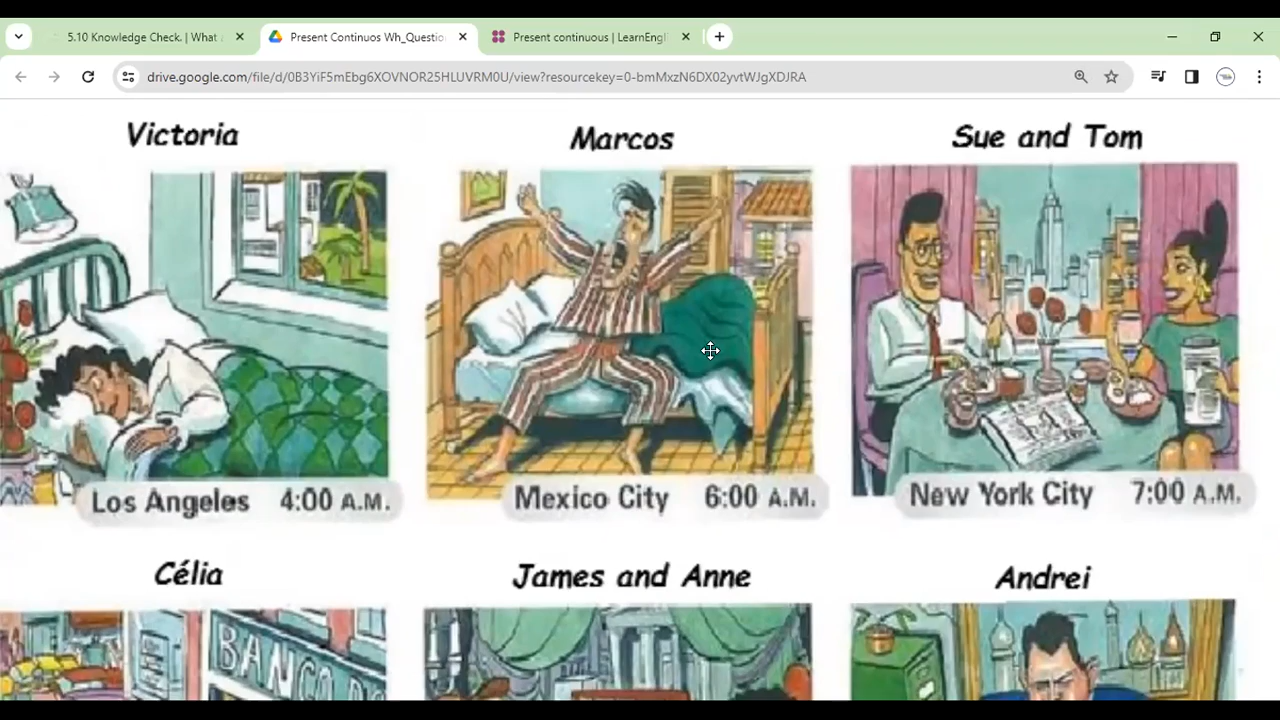 5.10 Knowledge Check. | What
Present Continuos Wh_Questio
Present continuous | LearnEngl
drive.google.com/file/d/0B3YiF5mEbg6XOVNOR25HLUVRM0U/view?resourcekey=0-bmMxzN6DX02yvtWJgXDJRA
Victoria
Marcos
Sue and Tom
Los Angeles 4:00 A.M.
Mexico City 6:00 A.M.
New York City 7:00 A.M.
Célia
James and Anne
Andrei
BANCO